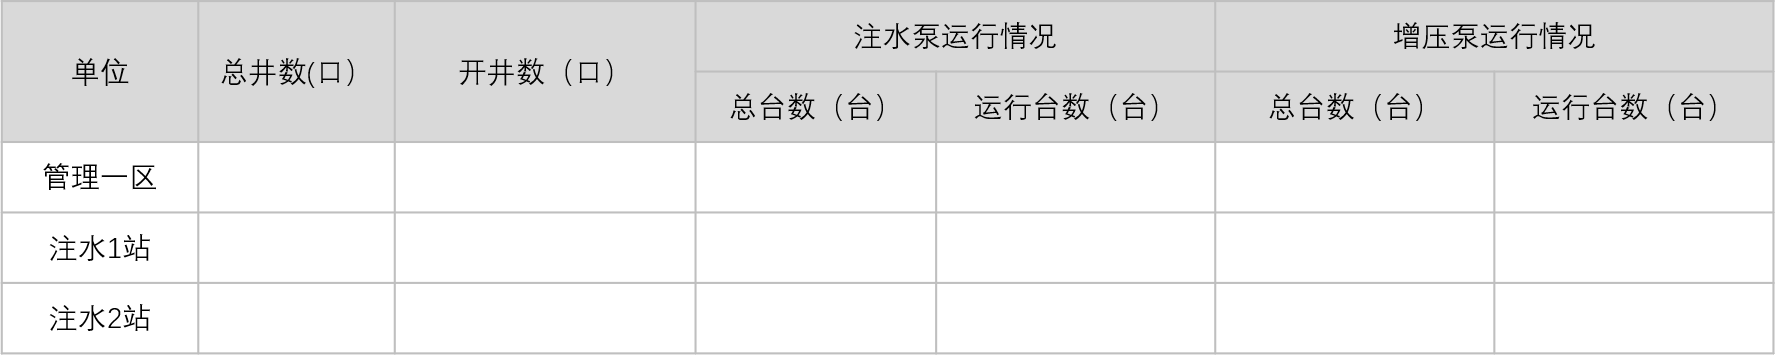 单位
总井数(口)
开井数（口）
注水泵运行情况
增压泵运行情况
总台数（台）
运行台数（台）
总台数（台）
运行台数（台）
管理一区
注水1站
注水2站